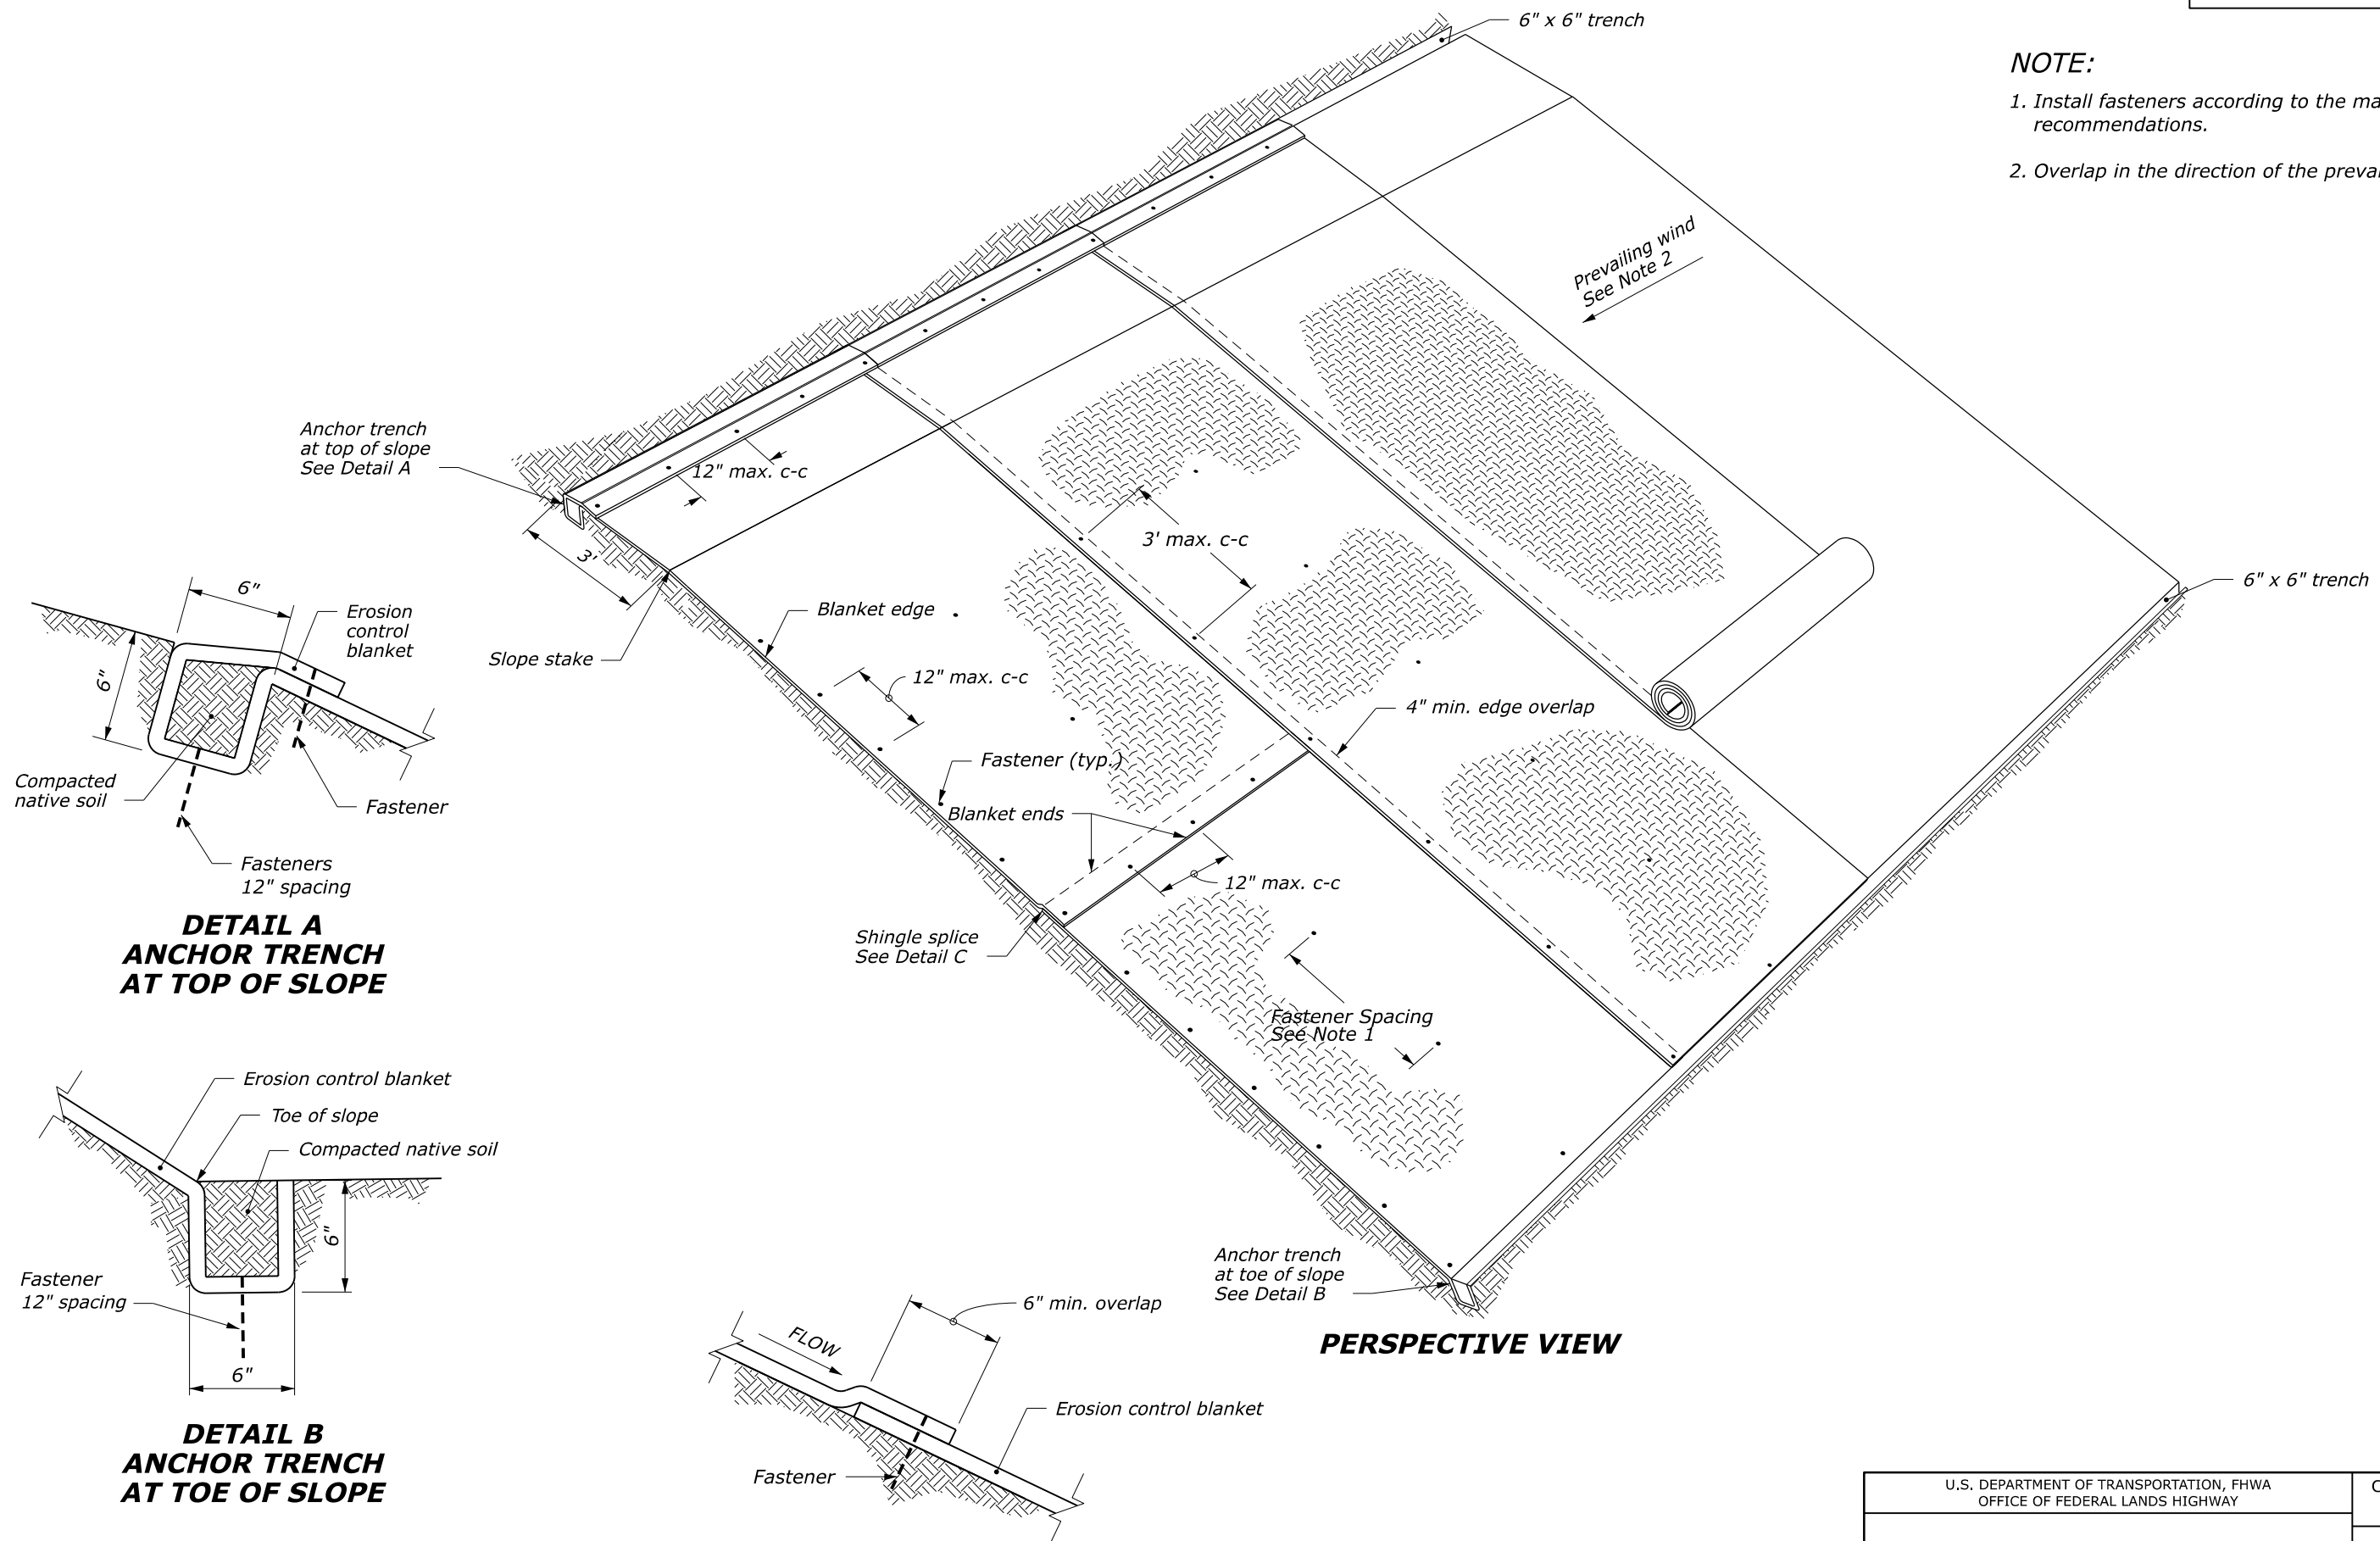 6" x 6" trench
NOTE:
1. Install fasteners according to the
recommendations.
2. Overlap in the direction of the
Prevailing wind
See Note 2
Anchor trench
at top of slope
See Detail A
12" max. c-c
3' max. c-c
3'
6" x 6" trench
Blanket edge
Slope stake
12" max. c-c
4" min. edge overlap
Fastener (typ.)
Blanket ends
12" max. c-c
Shingle splice
See Detail C
Fastener Spacing
See Note 1
Anchor trench
at toe of slope
See Detail B
PERSPECTIVE VIEW
6"
Erosion
control
blanket
6"
Compacted
native soil
Fastener
Fasteners
12" spacing
DETAIL A
ANCHOR TRENCH
AT TOP OF SLOPE
Erosion control blanket
Toe of slope
Compacted native soil
6"
Fastener
12" spacing
6"
DETAIL B
ANCHOR TRENCH
AT TOE OF SLOPE
6" min. overlap
FLOW
Erosion control blanket
Fastener
U.S. DEPARTMENT OF TRANSPORTATION, FHWA
OFFICE OF FEDERAL LANDS HIGHWAY